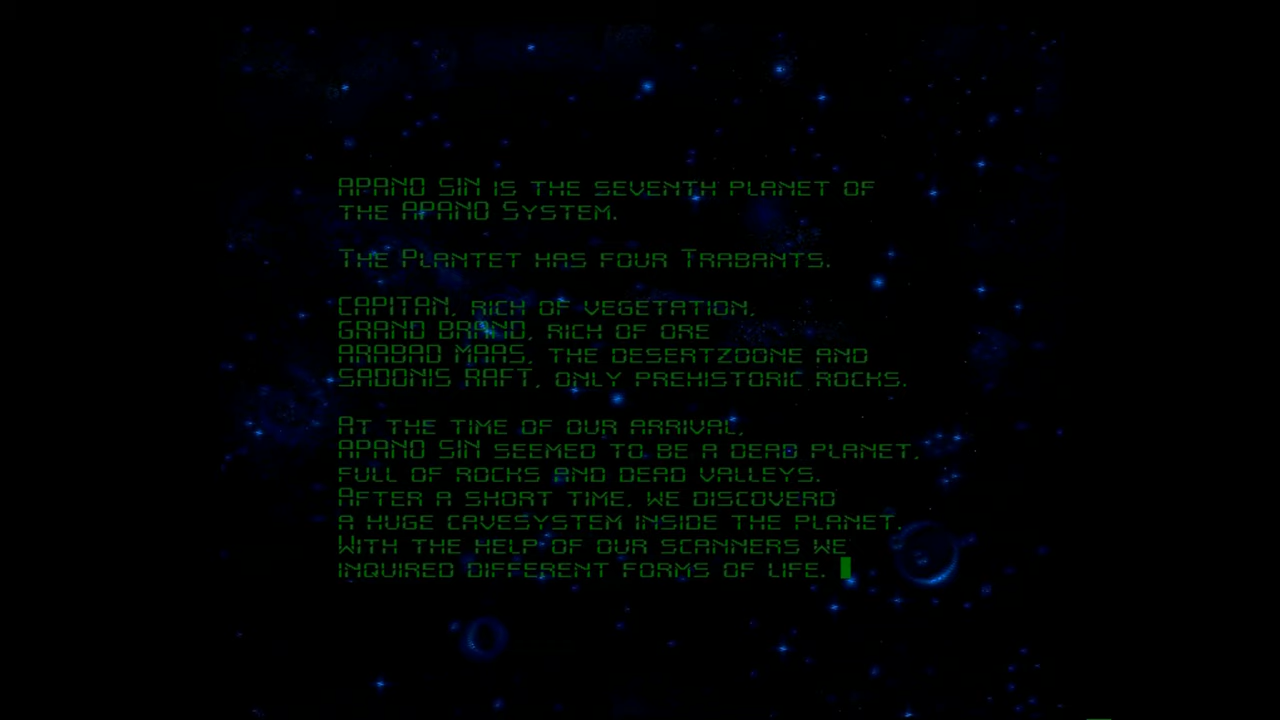 APANO SIN is the seventh planet of
the APANO System.
The Plantet has four Trabants.
CAPITAN, rich of vegetation,
GRAND BRAND, rich of ore
ARABAD MAAS, the desertzoone and
SADONIS RAFT, only prehistoric rocks.
At the time of our arrival,
APANO SIN seemed to be a dead planet,
full of rocks and dead valleys.
After a short time, we discoverd
a huge cavesystem inside the planet.
With the help of our scanners we
inquired different forms of life.